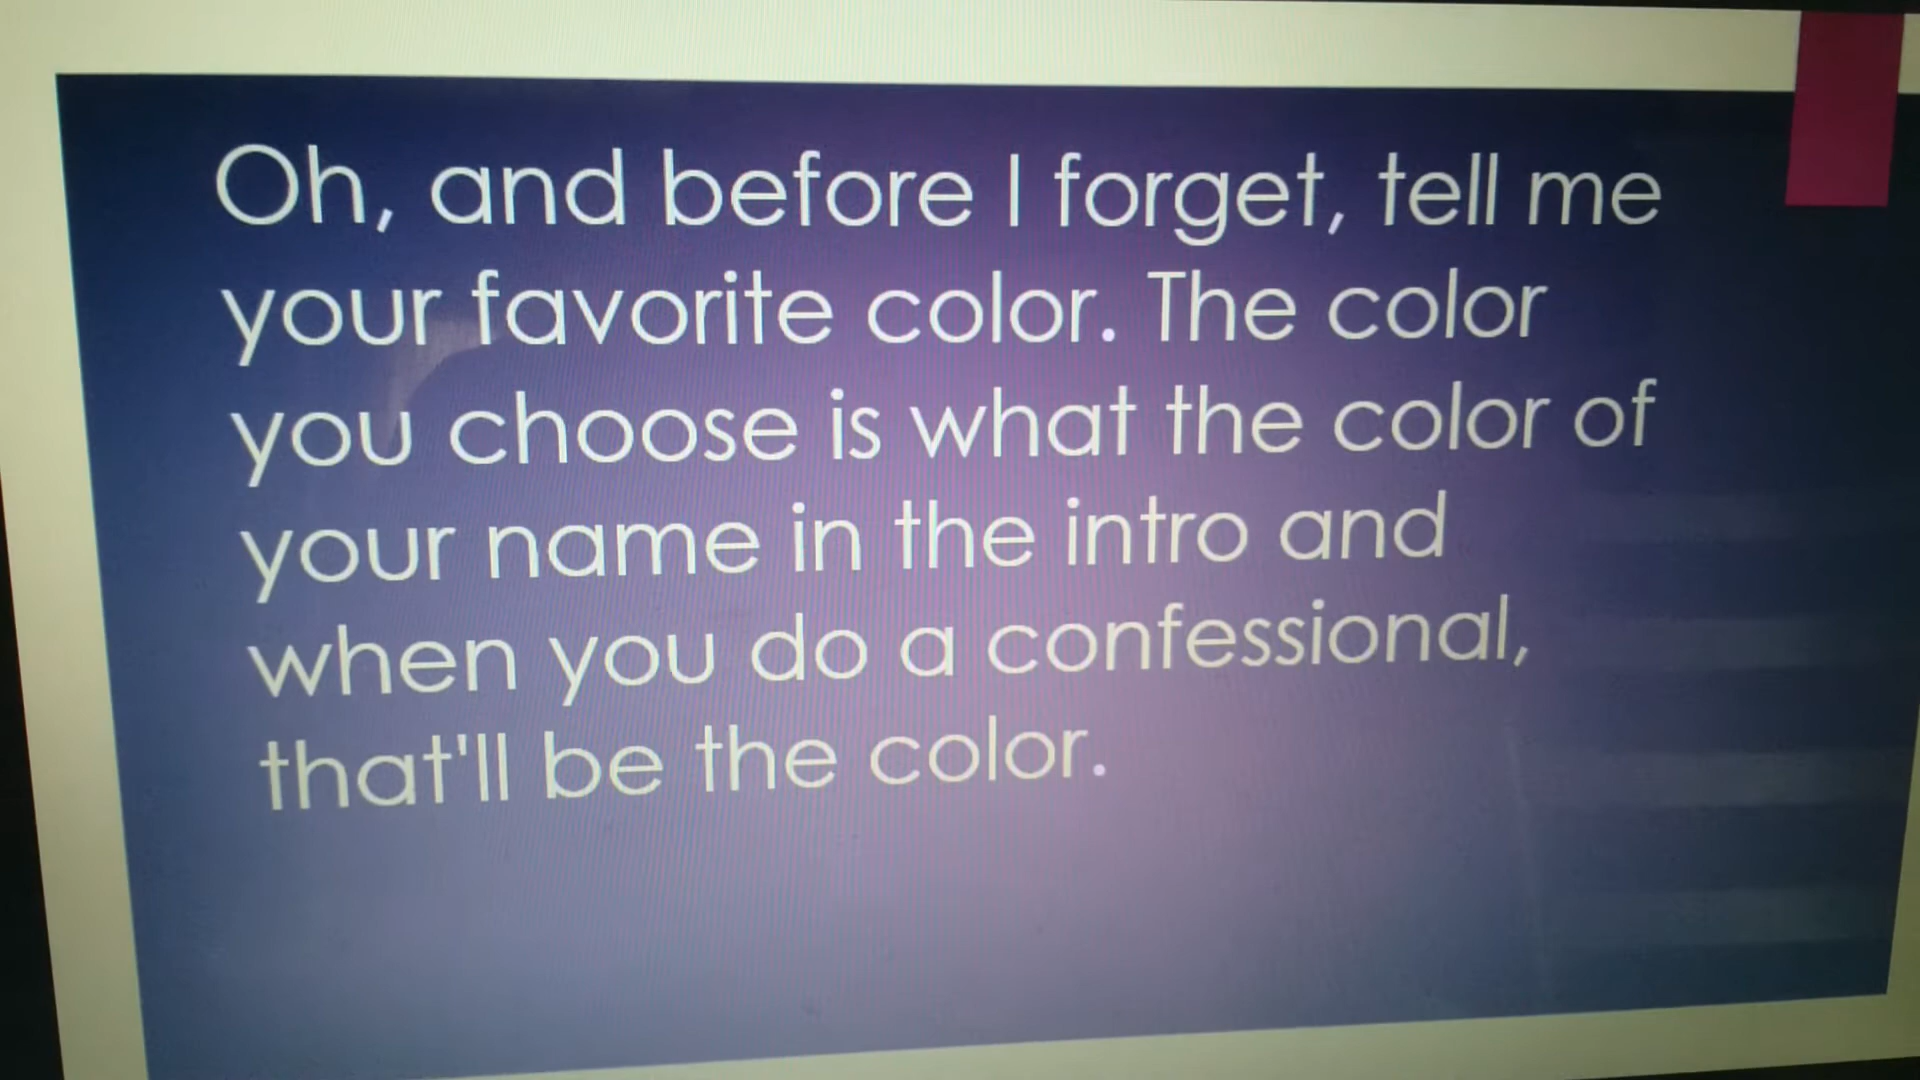 Oh, and before I forget, tell me
your favorite color. The color
you choose is what the color of
your name in the intro and
when you do a confessional,
that'll be the color.